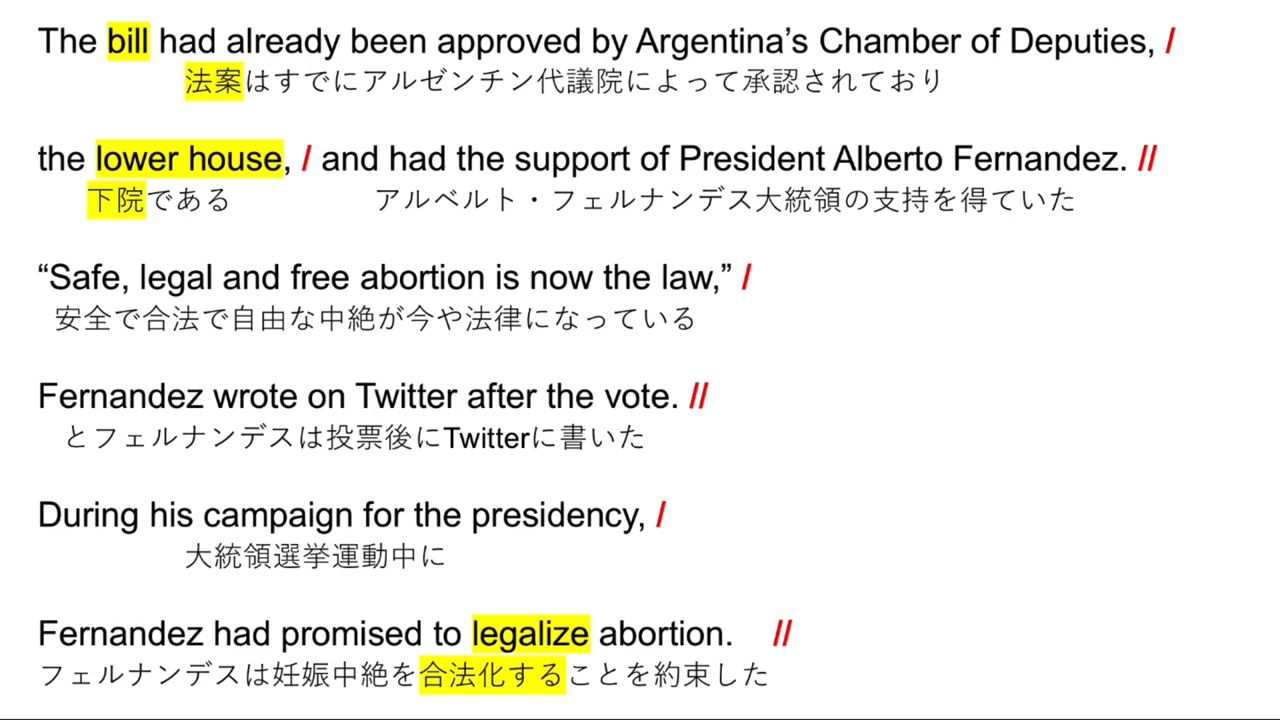 The bill had already been approved by Argentina’s Chamber of Deputies, /
法案はすでにアルゼンチン代議院によって承認されており
the lower house, / and had the support of President Alberto Fernandez. //
下院である アルベルト・フェルナンデス大統領の支持を得ていた
“Safe, legal and free abortion is now the law,” /
安全で合法で自由な中絶が今や法律になっている
Fernandez wrote on Twitter after the vote. //
とフェルナンデスは投票後にTwitterに書いた
During his campaign for the presidency, /
大統領選挙運動中に
Fernandez had promised to legalize abortion. //
フェルナンデスは妊娠中絶を合法化することを約束した